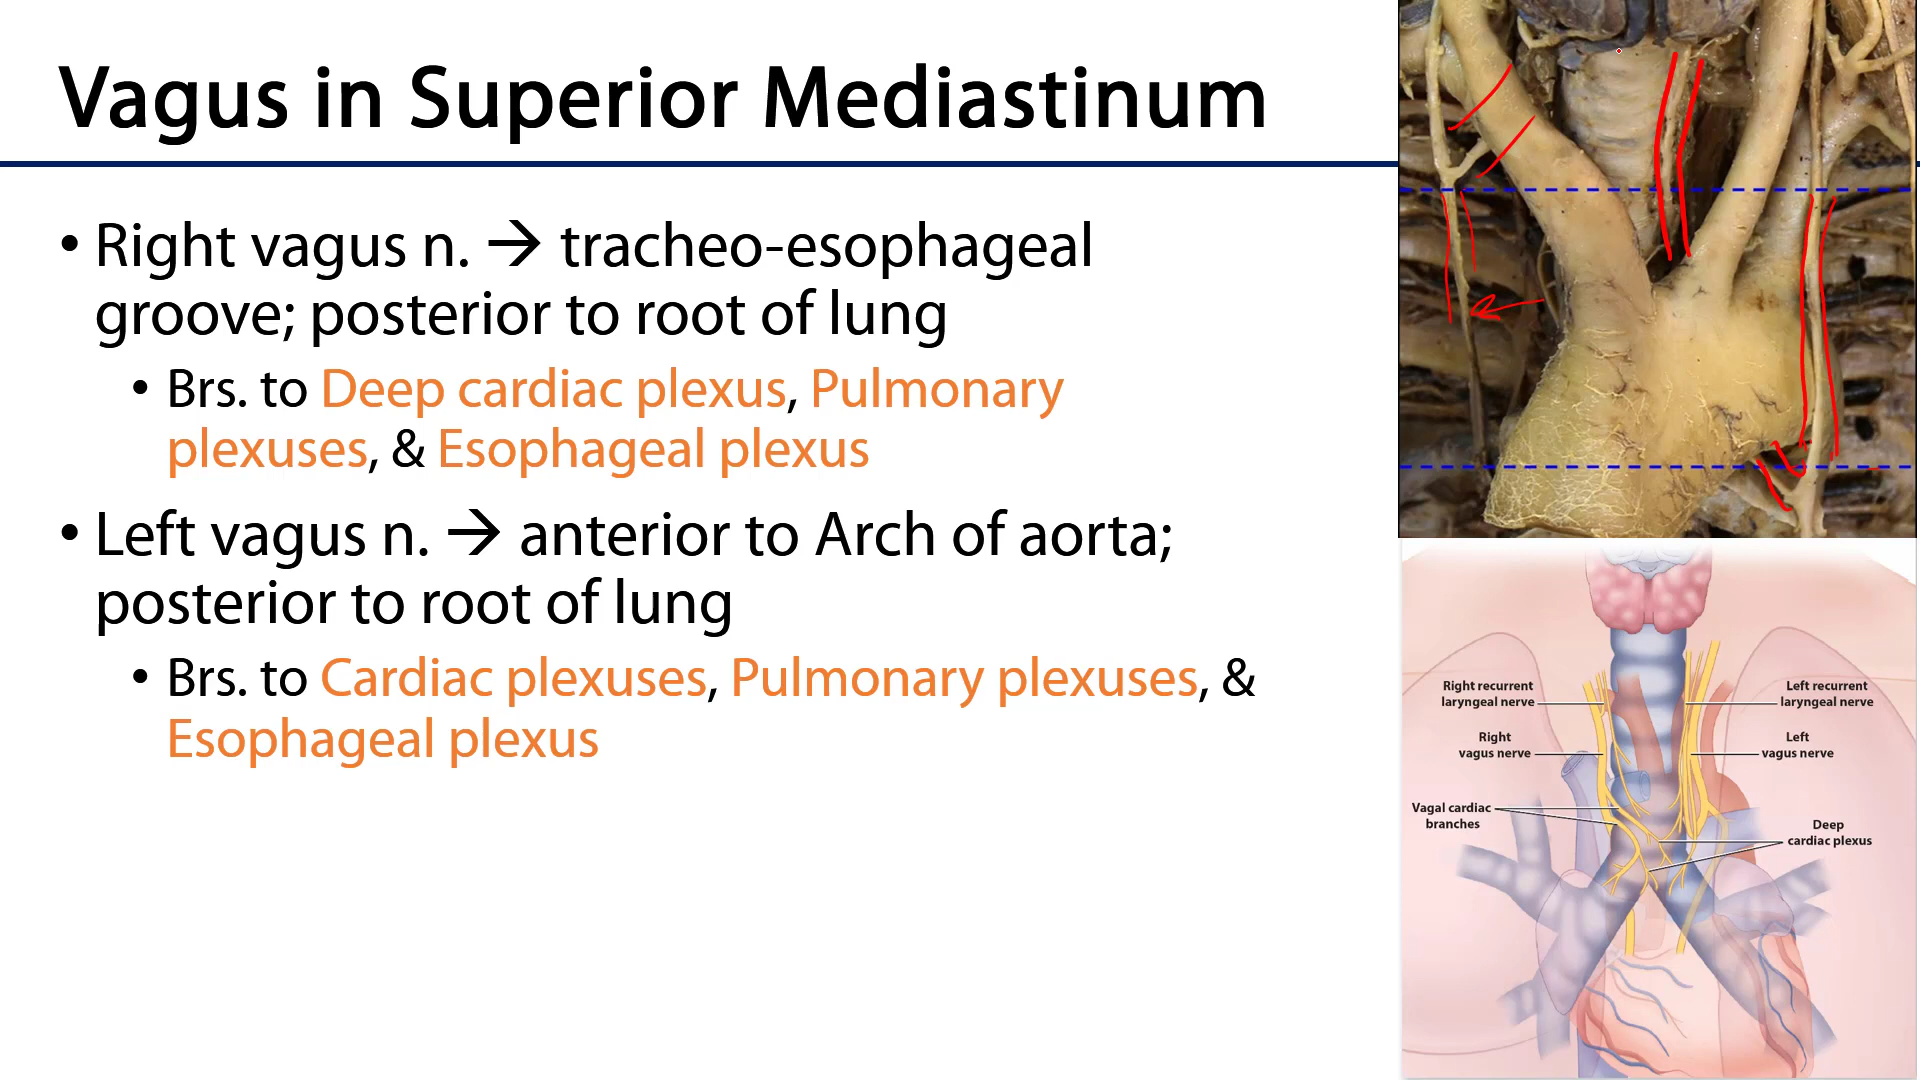 Vagus in Superior Mediastinum
• Right vagus n. → tracheo-esophageal
groove; posterior to root of lung
• Brs. to Deep cardiac plexus, Pulmonary
plexuses, & Esophageal plexus
• Left vagus n. → anterior to Arch of aorta;
posterior to root of lung
• Brs. to Cardiac plexuses, Pulmonary plexuses, &
Esophageal plexus
Right recurrent
laryngeal nerve
Left recurrent
laryngeal nerve
Right
vagus nerve
Left
vagus nerve
Vagal cardiac
branches
Deep
cardiac plexus